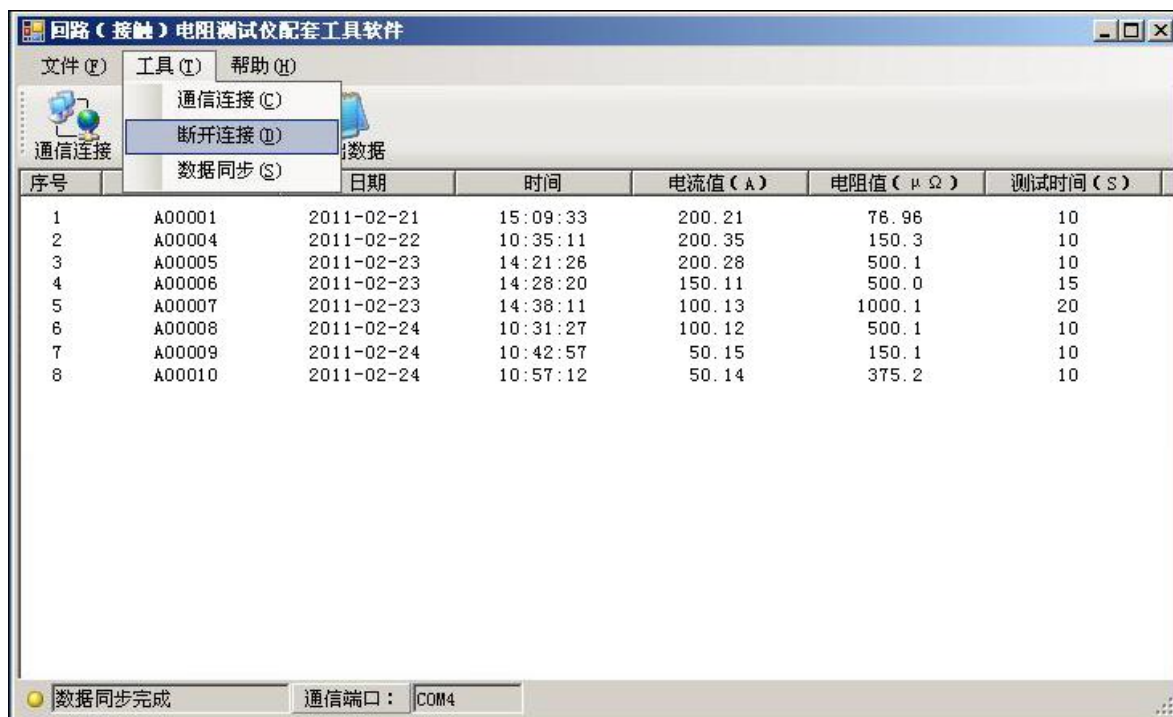 回路(接触)电阻测试仪配套工具软件
文件(F) 工具(T) 帮助(H)
通信连接(C)
断开连接(D)
数据同步(S)
通信连接 数据
序号 日期 时间 电流值(A) 电阻值(μΩ) 测试时间(S)
1 A00001 2011-02-21 15:09:33 200.21 76.96 10
2 A00004 2011-02-22 10:35:11 200.35 150.3 10
3 A00005 2011-02-23 14:21:26 200.28 500.1 10
4 A00006 2011-02-23 14:28:20 150.11 500.0 15
5 A00007 2011-02-23 14:38:11 100.13 1000.1 20
6 A00008 2011-02-24 10:31:27 100.12 500.1 10
7 A00009 2011-02-24 10:42:57 50.15 150.1 10
8 A00010 2011-02-24 10:57:12 50.14 375.2 10
数据同步完成 通信端口: COM4